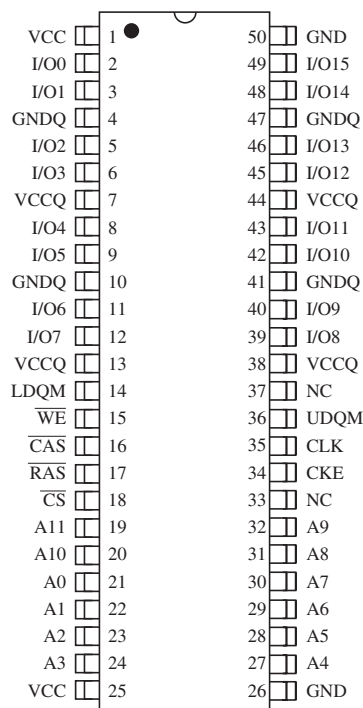 VCC 1 50 GND
I/O0 2 49 I/O15
I/O1 3 48 I/O14
GNDQ 4 47 GNDQ
I/O2 5 46 I/O13
I/O3 6 45 I/O12
VCCQ 7 44 VCCQ
I/O4 8 43 I/O11
I/O5 9 42 I/O10
GNDQ 10 41 GNDQ
I/O6 11 40 I/O9
I/O7 12 39 I/O8
VCCQ 13 38 VCCQ
LDQM 14 37 NC
W̅E̅ 15 36 UDQM
C̅A̅S̅ 16 35 CLK
R̅A̅S̅ 17 34 CKE
C̅S̅ 18 33 NC
A11 19 32 A9
A10 20 31 A8
A0 21 30 A7
A1 22 29 A6
A2 23 28 A5
A3 24 27 A4
VCC 25 26 GND